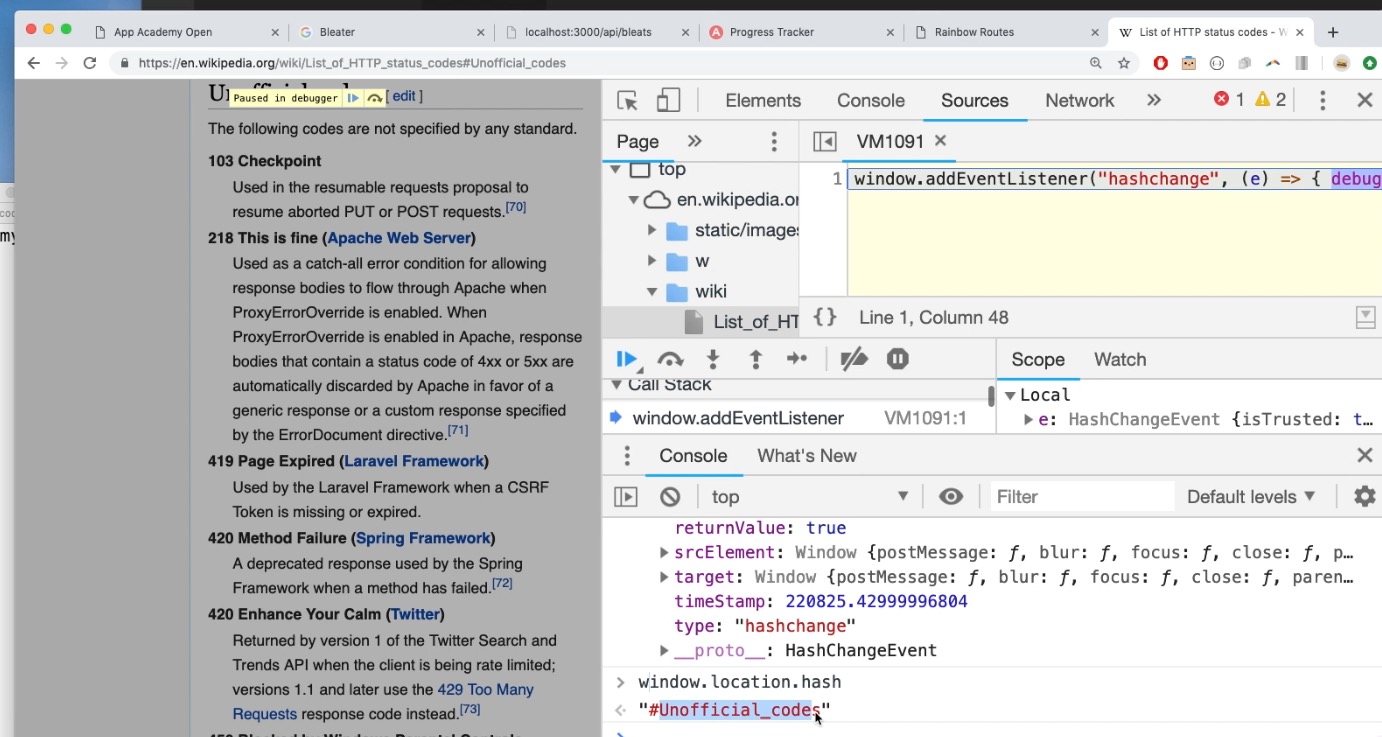 App Academy Open
Bleater
localhost:3000/api/bleats
Progress Tracker
Rainbow Routes
List of HTTP status codes - W
https://en.wikipedia.org/wiki/List_of_HTTP_status_codes#Unofficial_codes
Paused in debugger
[ edit ]
The following codes are not specified by any standard.
103 Checkpoint
Used in the resumable requests proposal to
resume aborted PUT or POST requests.[70]
218 This is fine (Apache Web Server)
Used as a catch-all error condition for allowing
response bodies to flow through Apache when
ProxyErrorOverride is enabled. When
ProxyErrorOverride is enabled in Apache, response
bodies that contain a status code of 4xx or 5xx are
automatically discarded by Apache in favor of a
generic response or a custom response specified
by the ErrorDocument directive.[71]
419 Page Expired (Laravel Framework)
Used by the Laravel Framework when a CSRF
Token is missing or expired.
420 Method Failure (Spring Framework)
A deprecated response used by the Spring
Framework when a method has failed.[72]
420 Enhance Your Calm (Twitter)
Returned by version 1 of the Twitter Search and
Trends API when the client is being rate limited;
versions 1.1 and later use the 429 Too Many
Requests response code instead.[73]
Elements Console Sources Network » 1 2
Page »
VM1091
top
en.wikipedia.or
static/images
w
wiki
List_of_HT
1 window.addEventListener("hashchange", (e) => { debug
{} Line 1, Column 48
Call Stack
window.addEventListener VM1091:1
Scope Watch
Local
e: HashChangeEvent {isTrusted: t…
Console What's New
top Filter Default levels
returnValue: true
srcElement: Window {postMessage: ƒ, blur: ƒ, focus: ƒ, close: ƒ, p…
target: Window {postMessage: ƒ, blur: ƒ, focus: ƒ, close: ƒ, paren…
timeStamp: 220825.42999996804
type: "hashchange"
__proto__: HashChangeEvent
> window.location.hash
"#Unofficial_codes"